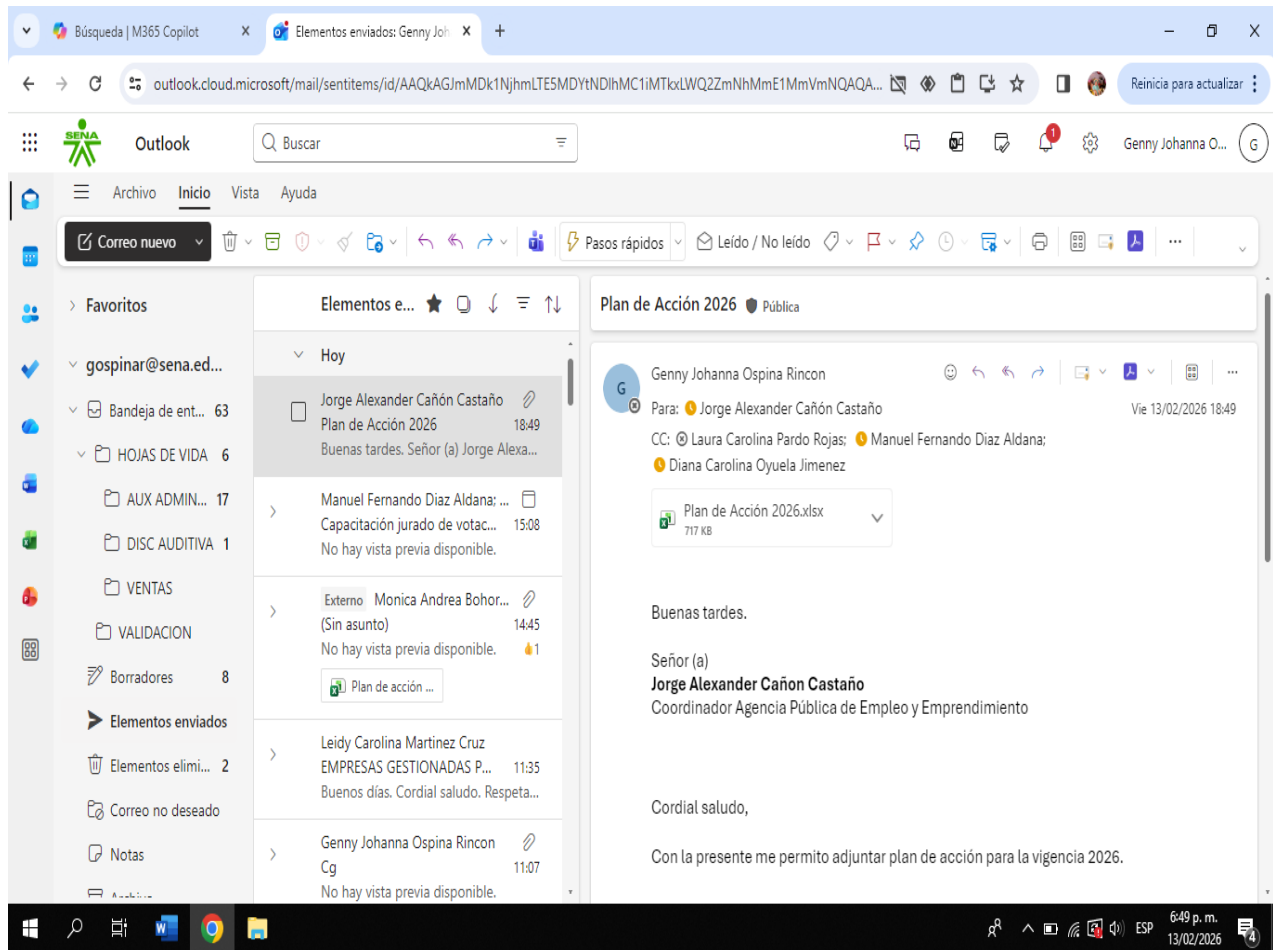 Búsqueda | M365 Copilot
Elementos enviados: Genny Joh
outlook.cloud.microsoft/mail/sentitems/id/AAQkAGJmMDk1NjhmLTE5MDYtNDlhMC1iMTkxLWQ2ZmNhMmE1MmVmNQAQA...
Reinicia para actualizar
SENA
Outlook
Buscar
1
Genny Johanna O...
G
Archivo Inicio Vista Ayuda
Correo nuevo
Pasos rápidos
Leído / No leído
Favoritos
gospinar@sena.ed...
Bandeja de ent... 63
HOJAS DE VIDA 6
AUX ADMIN... 17
DISC AUDITIVA 1
VENTAS
VALIDACION
Borradores 8
Elementos enviados
Elementos elimi... 2
Correo no deseado
Notas
Elementos e...
Hoy
Jorge Alexander Cañón Castaño
Plan de Acción 2026 18:49
Buenas tardes. Señor (a) Jorge Alexa...
Manuel Fernando Diaz Aldana; ...
Capacitación jurado de votac... 15:08
No hay vista previa disponible.
Externo Monica Andrea Bohor...
(Sin asunto) 14:45
No hay vista previa disponible. 1
Plan de acción ...
Leidy Carolina Martinez Cruz
EMPRESAS GESTIONADAS P... 11:35
Buenos días. Cordial saludo. Respeta...
Genny Johanna Ospina Rincon
Cg 11:07
No hay vista previa disponible.
Plan de Acción 2026 Pública
G
Genny Johanna Ospina Rincon
Para: Jorge Alexander Cañón Castaño
Vie 13/02/2026 18:49
CC: Laura Carolina Pardo Rojas; Manuel Fernando Diaz Aldana;
Diana Carolina Oyuela Jimenez
Plan de Acción 2026.xlsx
717 KB
Buenas tardes.
Señor (a)
Jorge Alexander Cañon Castaño
Coordinador Agencia Pública de Empleo y Emprendimiento
Cordial saludo,
Con la presente me permito adjuntar plan de acción para la vigencia 2026.
ESP
6:49 p. m.
13/02/2026
4